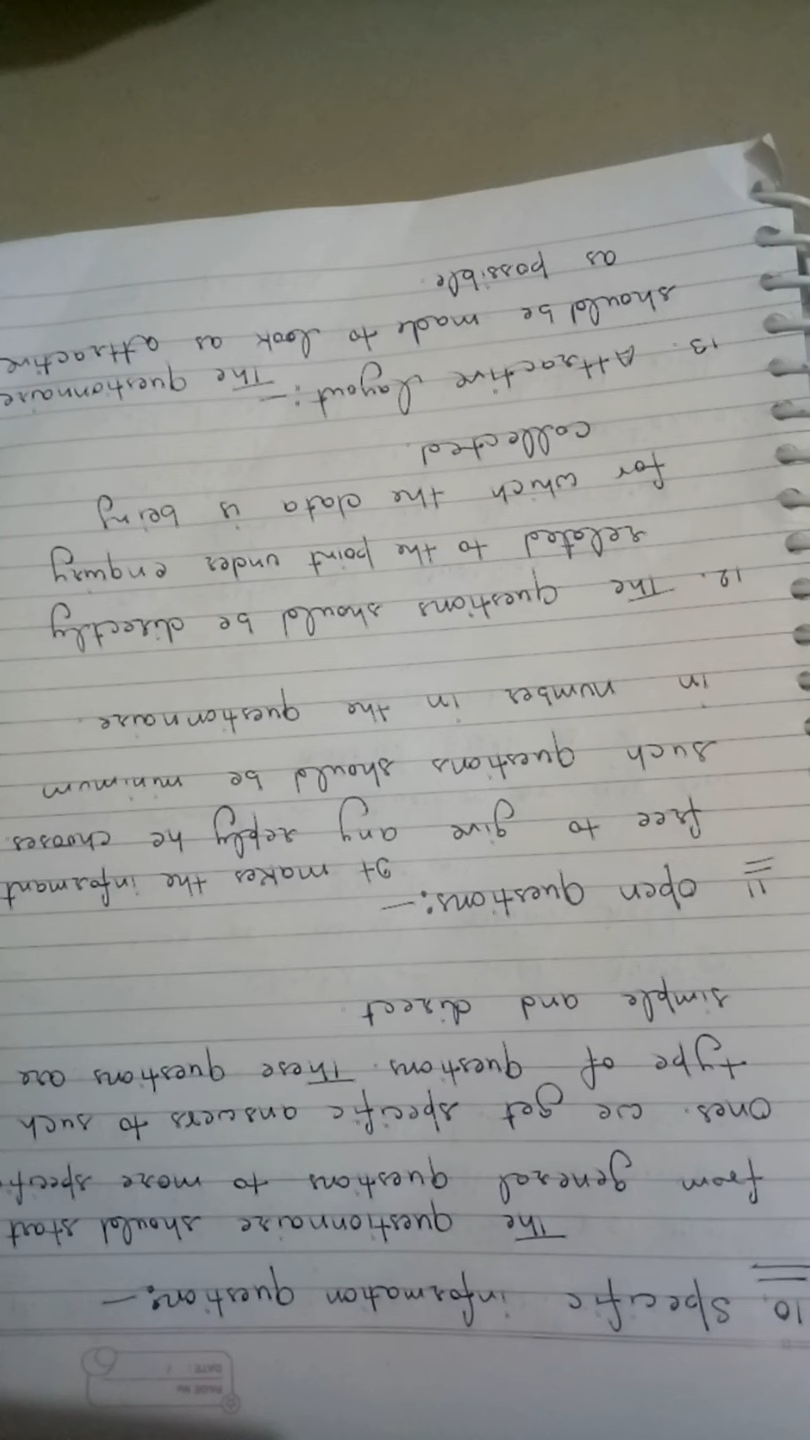 PAGE NO.
DATE: / /
10. Specific information question:-
The questionnaire should start
from general questions to more specifi
Ones. we get specific answers to such
type of questions. These questions are
simple and direct
11 open questions:- It makes the informant
free to give any reply he chooses.
such questions should be minimum
in number in the questionnaire.
12. The questions should be directly
related to the point under enquiry
for which the data is being
collected.
13. Attractive layout:- The questionnaire
should be made to look as attractive
as possible.